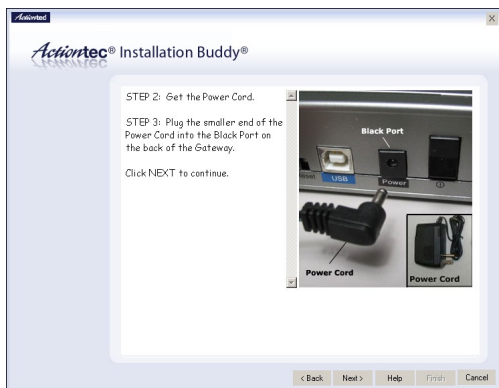 Actiontec
Actiontec® Installation Buddy®
STEP 2: Get the Power Cord.
STEP 3: Plug the smaller end of the
Power Cord into the Black Port on
the back of the Gateway.
Click NEXT to continue.
Black Port
USB
Power
Power Cord
Power Cord
< Back
Next >
Help
Finish
Cancel